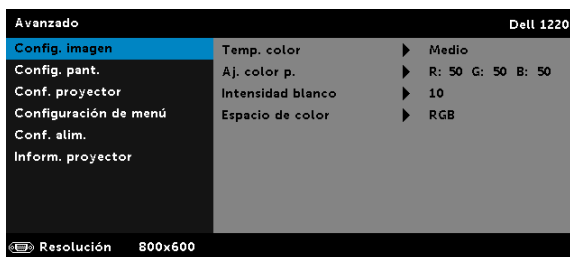 Avanzado Dell 1220
Config. imagen Temp. color Medio
Config. pant. Aj. color p. R: 50 G: 50 B: 50
Conf. proyector Intensidad blanco 10
Configuración de menú Espacio de color RGB
Conf. alim.
Inform. proyector
Resolución 800x600